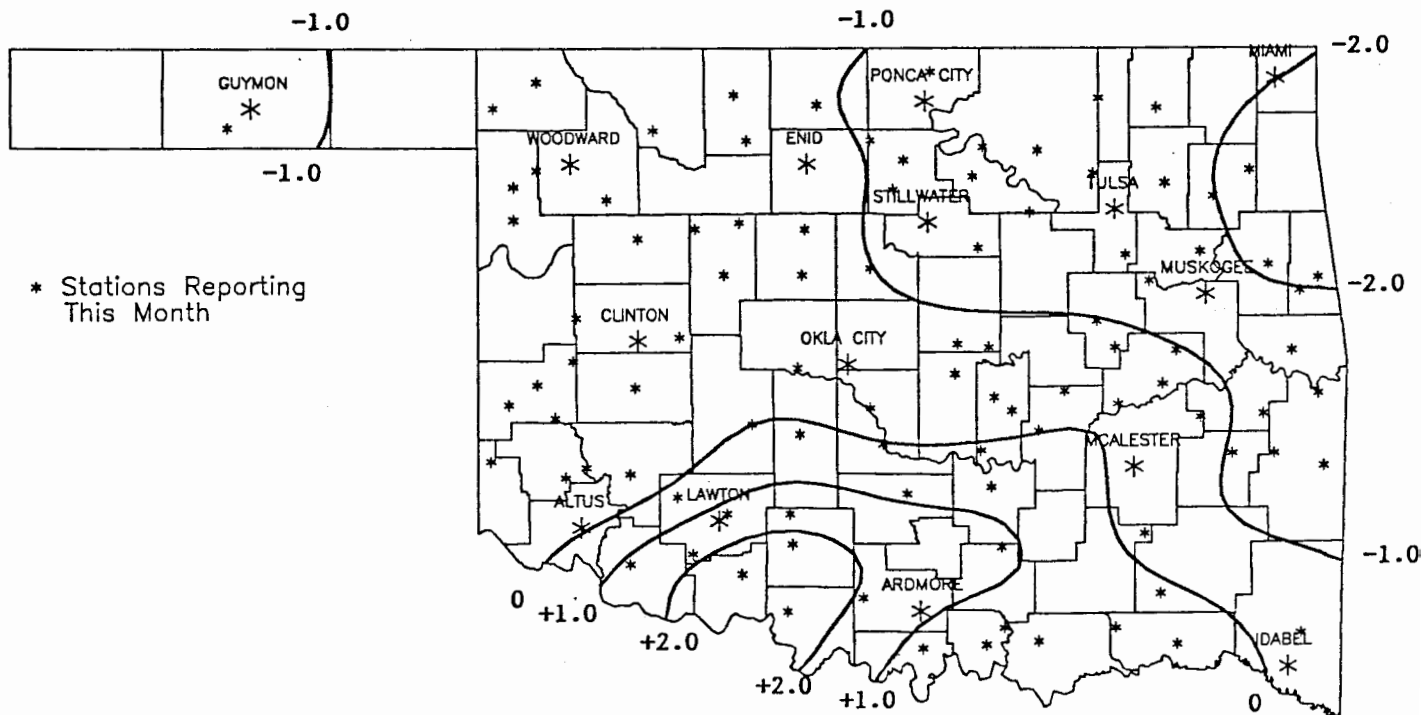 -1.0
-1.0
-2.0
MIAMI
GUYMON
PONCA CITY
-1.0
WOODWARD
ENID
TULSA
STILLWATER
* Stations Reporting
This Month
MUSKOGEE
-2.0
CLINTON
OKLA CITY
MCALESTER
ALTUS
LAWTON
-1.0
ARDMORE
0
+1.0
+2.0
IDABEL
+2.0
+1.0
0